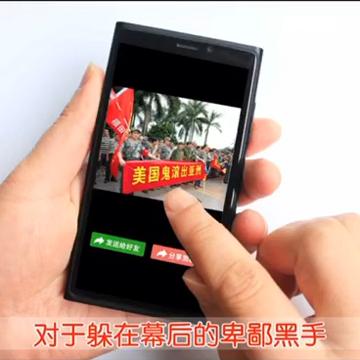 美国鬼滚出亚洲
发送给好友
分享
对于躲在幕后的卑鄙黑手